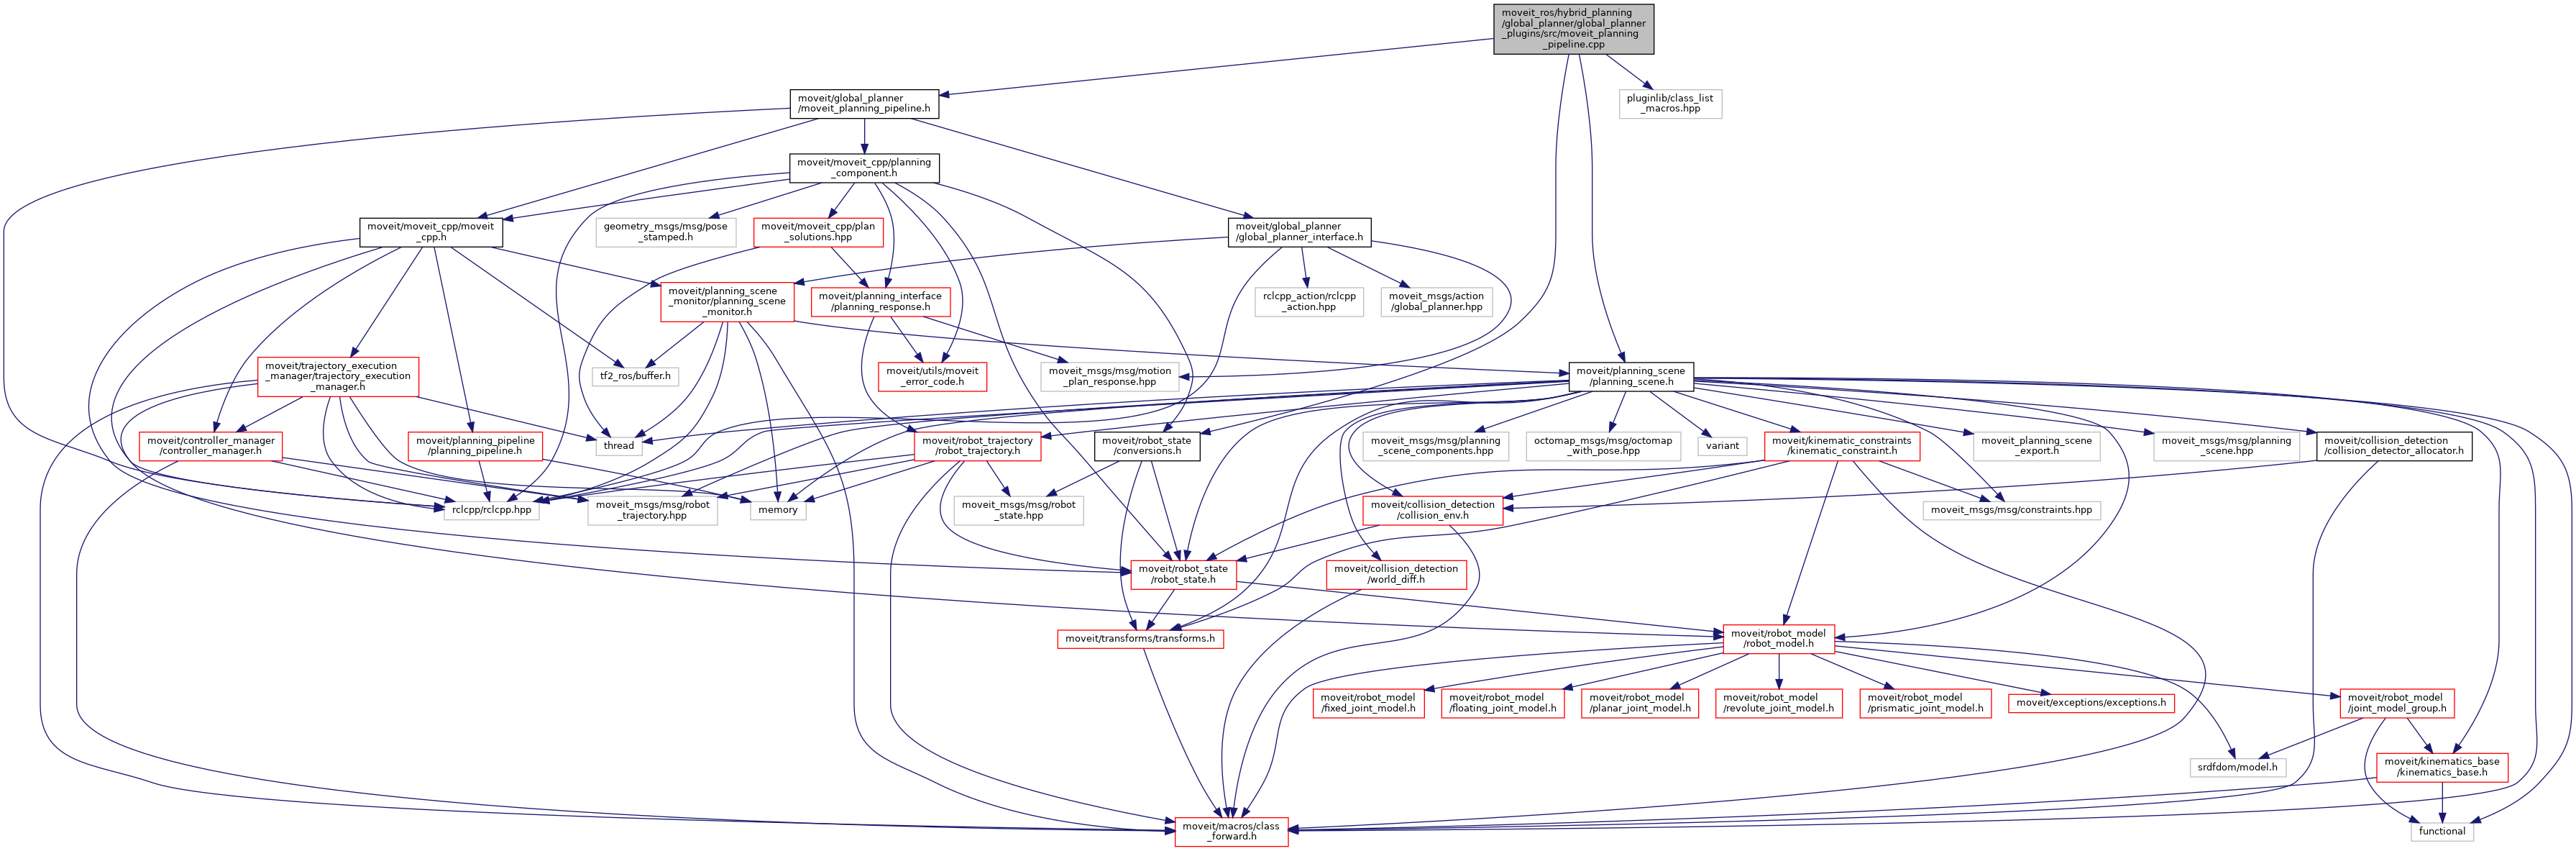 moveit_ros/hybrid_planning
/global_planner/global_planner
_plugins/src/moveit_planning
_pipeline.cpp
moveit/global_planner
/moveit_planning_pipeline.h
pluginlib/class_list
_macros.hpp
moveit/moveit_cpp/planning
_component.h
moveit/moveit_cpp/moveit
_cpp.h
geometry_msgs/msg/pose
_stamped.h
moveit/moveit_cpp/plan
_solutions.hpp
moveit/global_planner
/global_planner_interface.h
moveit/planning_scene
_monitor/planning_scene
_monitor.h
moveit/planning_interface
/planning_response.h
rclcpp_action/rclcpp
_action.hpp
moveit_msgs/action
/global_planner.hpp
moveit/trajectory_execution
_manager/trajectory_execution
_manager.h
tf2_ros/buffer.h
moveit/utils/moveit
_error_code.h
moveit_msgs/msg/motion
_plan_response.hpp
moveit/planning_scene
/planning_scene.h
moveit/controller_manager
/controller_manager.h
moveit/planning_pipeline
/planning_pipeline.h
thread
moveit/robot_trajectory
/robot_trajectory.h
moveit/robot_state
/conversions.h
moveit_msgs/msg/planning
_scene_components.hpp
octomap_msgs/msg/octomap
_with_pose.hpp
variant
moveit/kinematic_constraints
/kinematic_constraint.h
moveit_planning_scene
_export.h
moveit_msgs/msg/planning
_scene.hpp
moveit/collision_detection
/collision_detector_allocator.h
rclcpp/rclcpp.hpp
moveit_msgs/msg/robot
_trajectory.hpp
memory
moveit_msgs/msg/robot
_state.hpp
moveit/collision_detection
/collision_env.h
moveit_msgs/msg/constraints.hpp
moveit/robot_state
/robot_state.h
moveit/collision_detection
/world_diff.h
moveit/transforms/transforms.h
moveit/robot_model
/robot_model.h
moveit/robot_model
/fixed_joint_model.h
moveit/robot_model
/floating_joint_model.h
moveit/robot_model
/planar_joint_model.h
moveit/robot_model
/revolute_joint_model.h
moveit/robot_model
/prismatic_joint_model.h
moveit/exceptions/exceptions.h
moveit/robot_model
/joint_model_group.h
srdfdom/model.h
moveit/kinematics_base
/kinematics_base.h
moveit/macros/class
_forward.h
functional